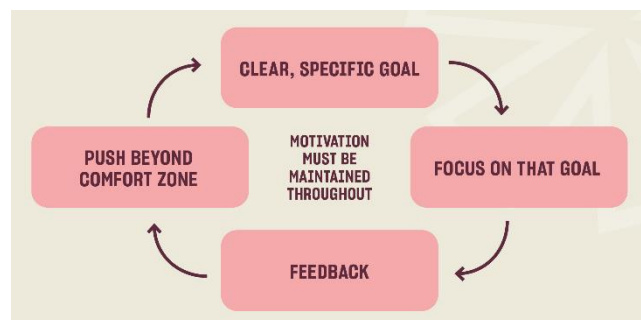 CLEAR, SPECIFIC GOAL
PUSH BEYOND
COMFORT ZONE
MOTIVATION
MUST BE
MAINTAINED
THROUGHOUT
FOCUS ON THAT GOAL
FEEDBACK